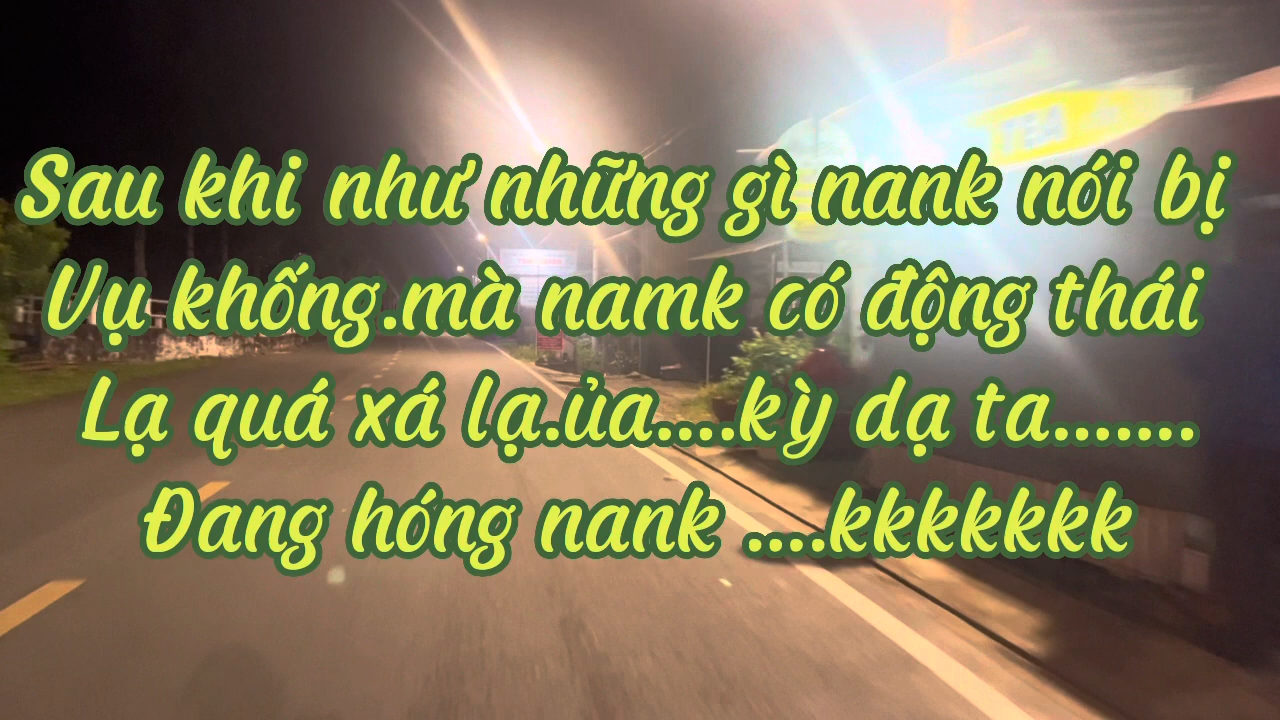 Sau khi như những gì nank nói bị
Vụ khống.mà namk có động thái
Lạ quá xá lạ.ủa....kỳ dạ ta.......
Đang hóng nank ....kkkkkkk
TEA